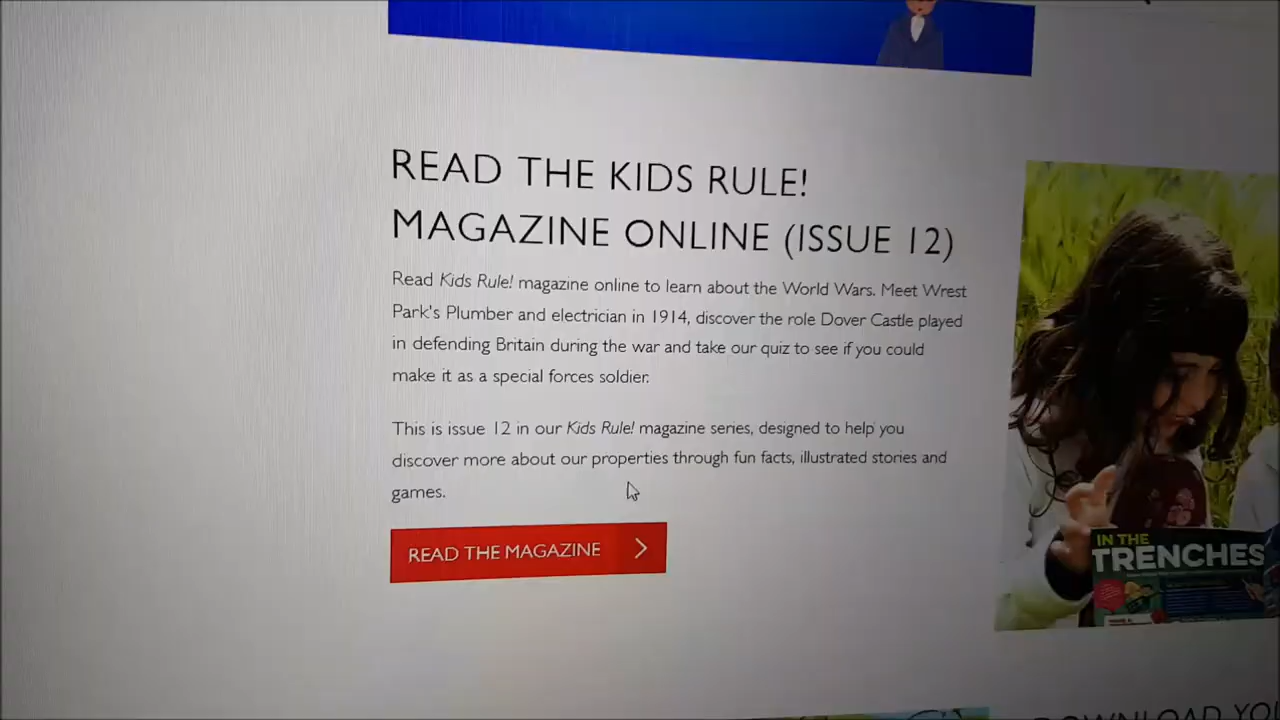 READ THE KIDS RULE!
MAGAZINE ONLINE (ISSUE 12)
Read Kids Rule! magazine online to learn about the World Wars. Meet Wrest
Park's Plumber and electrician in 1914, discover the role Dover Castle played
in defending Britain during the war and take our quiz to see if you could
make it as a special forces soldier.
This is issue 12 in our Kids Rule! magazine series, designed to help you
discover more about our properties through fun facts, illustrated stories and
games.
READ THE MAGAZINE
IN THE
TRENCHES
DOWNLOAD YOU